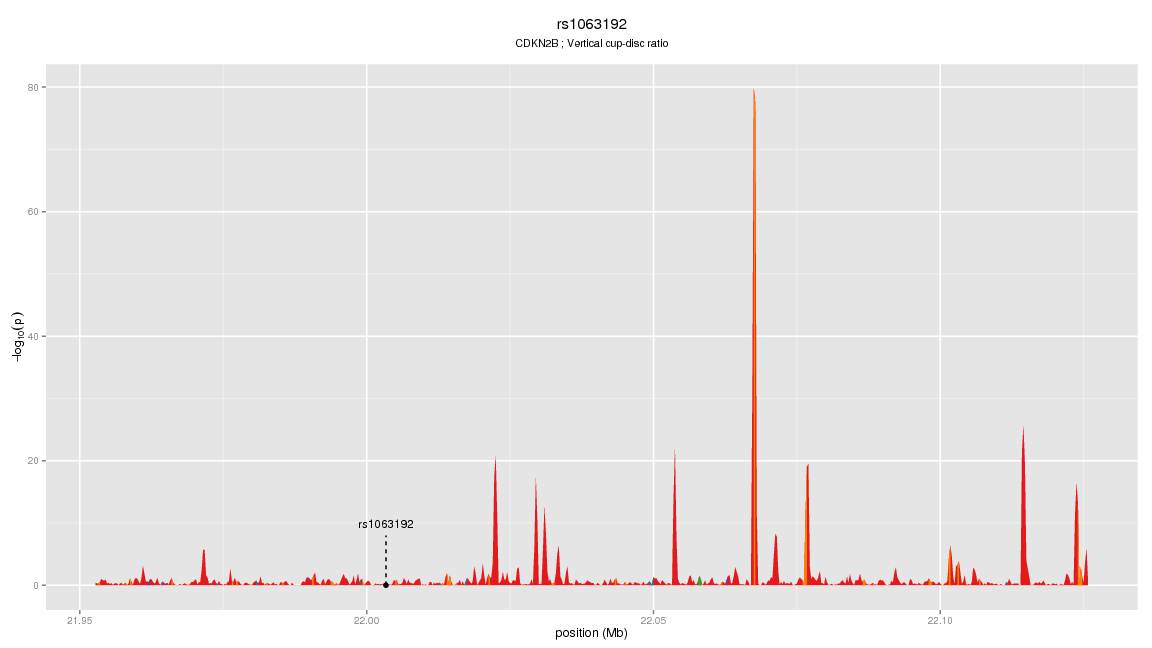 rs1063192
CDKN2B ; Vertical cup-disc ratio
80
60
40
20
0
−log10(p)
rs1063192
21.95
22.00
22.05
22.10
position (Mb)